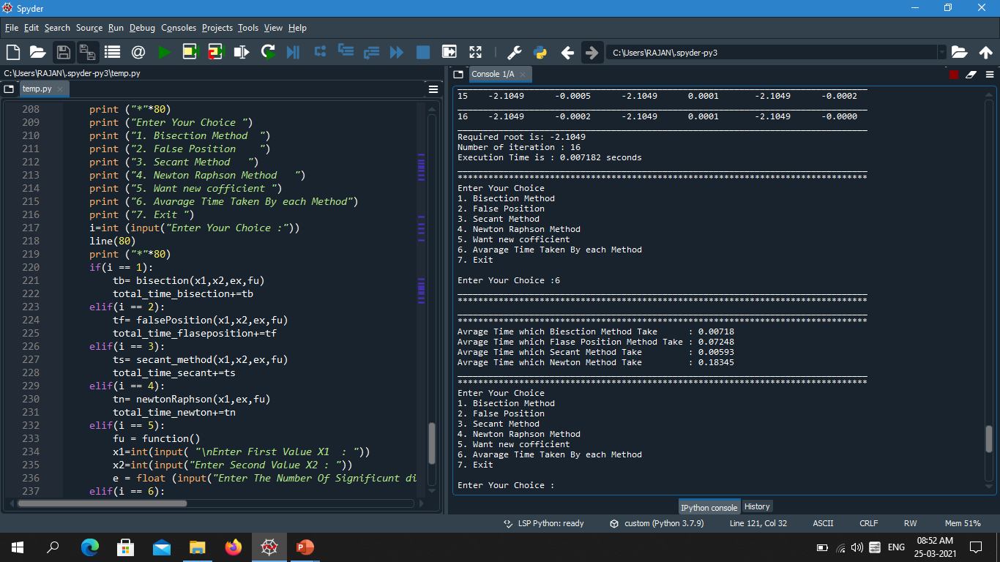 Spyder
File Edit Search Source Run Debug Consoles Projects Tools View Help
C:\Users\RAJAN\.spyder-py3
C:\Users\RAJAN\.spyder-py3\temp.py
temp.py
208 print ("*"*80)
209 print ("Enter Your Choice ")
210 print ("1. Bisection Method  ")
211 print ("2. False Position    ")
212 print ("3. Secant Method   ")
213 print ("4. Newton Raphson Method   ")
214 print ("5. Want new cofficient ")
215 print ("6. Avarage Time Taken By each Method")
216 print ("7. Exit ")
217 i=int (input("Enter Your Choice :"))
218 line(80)
219 print ("*"*80)
220 if(i == 1):
221 tb= bisection(x1,x2,ex,fu)
222 total_time_bisection+=tb
223 elif(i == 2):
224 tf= falsePosition(x1,x2,ex,fu)
225 total_time_flaseposition+=tf
226 elif(i == 3):
227 ts= secant_method(x1,x2,ex,fu)
228 total_time_secant+=ts
229 elif(i == 4):
230 tn= newtonRaphson(x1,ex,fu)
231 total_time_newton+=tn
232 elif(i == 5):
233 fu = function()
234 x1=int(input( "\nEnter First Value X1  : "))
235 x2=int(input("Enter Second Value X2 : "))
236 e = float (input("Enter The Number Of Significunt di
237 elif(i == 6):
Console 1/A
15 -2.1049 -0.0005 -2.1049 0.0001 -2.1049 -0.0002
16 -2.1049 -0.0002 -2.1049 0.0001 -2.1049 -0.0000
Required root is: -2.1049
Number of iteration : 16
Execution Time is : 0.007182 seconds
________________________________________________________________________________
********************************************************************************
Enter Your Choice
1. Bisection Method
2. False Position
3. Secant Method
4. Newton Raphson Method
5. Want new cofficient
6. Avarage Time Taken By each Method
7. Exit
Enter Your Choice :6
________________________________________________________________________________
********************************************************************************
________________________________________________________________________________
********************************************************************************
Avrage Time which Biesction Method Take : 0.00718
Avrage Time which Flase Position Method Take : 0.07248
Avrage Time which Secant Method Take : 0.00593
Avrage Time which Newton Method Take : 0.18345
________________________________________________________________________________
********************************************************************************
Enter Your Choice
1. Bisection Method
2. False Position
3. Secant Method
4. Newton Raphson Method
5. Want new cofficient
6. Avarage Time Taken By each Method
7. Exit
Enter Your Choice :
IPython console History
LSP Python: ready custom (Python 3.7.9) Line 121, Col 32 ASCII CRLF RW Mem 51%
ENG
08:52 AM
25-03-2021